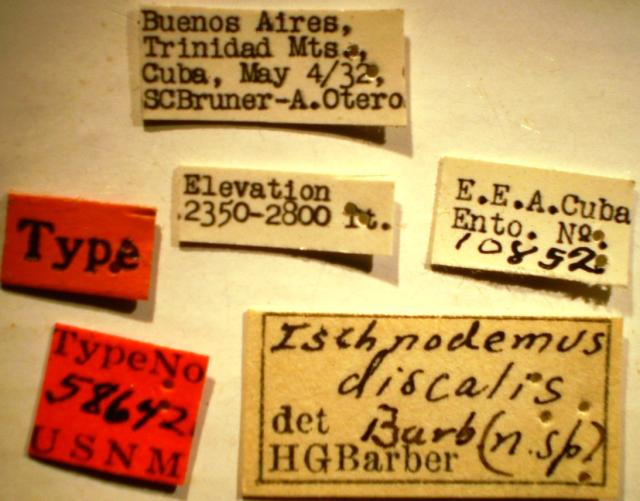 Buenos Aires,
Trinidad Mts.,
Cuba, May 4/32,
SCBruner-A.Otero
Elevation
2350-2800 ft.
E.E.A.Cuba
Ento. No.
10852
Type
TypeNo
58642
USNM
Ischnodemus
discalis
det Barb (n.sp)
HGBarber